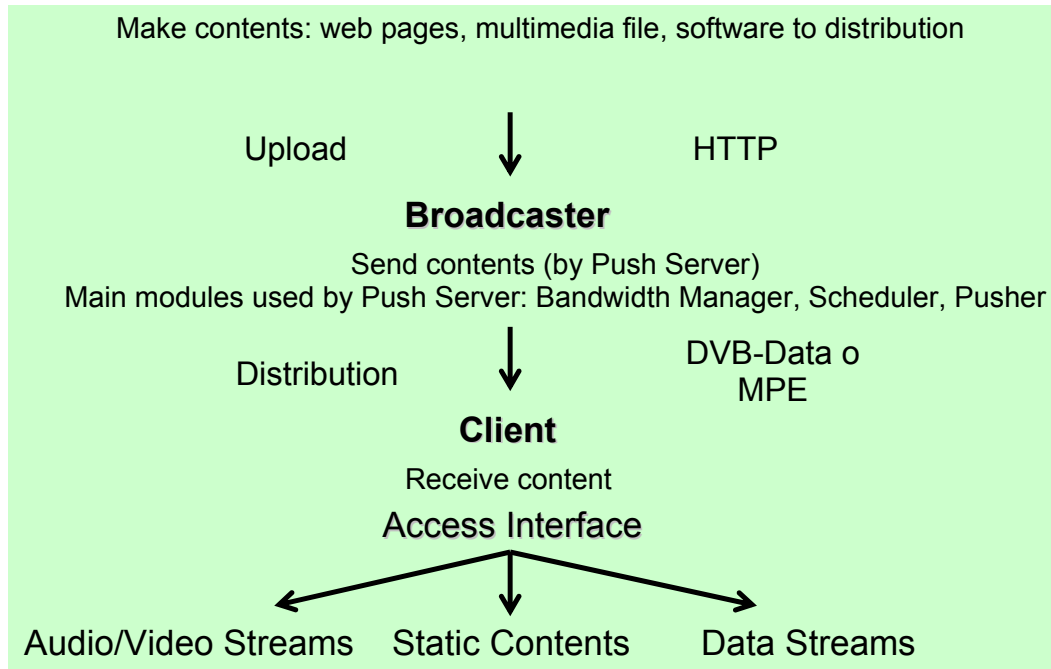 Make contents: web pages, multimedia file, software to distribution
Upload
HTTP
Broadcaster
Send contents (by Push Server)
Main modules used by Push Server: Bandwidth Manager, Scheduler, Pusher
Distribution
DVB-Data o
MPE
Client
Receive content
Access Interface
Audio/Video Streams
Static Contents
Data Streams